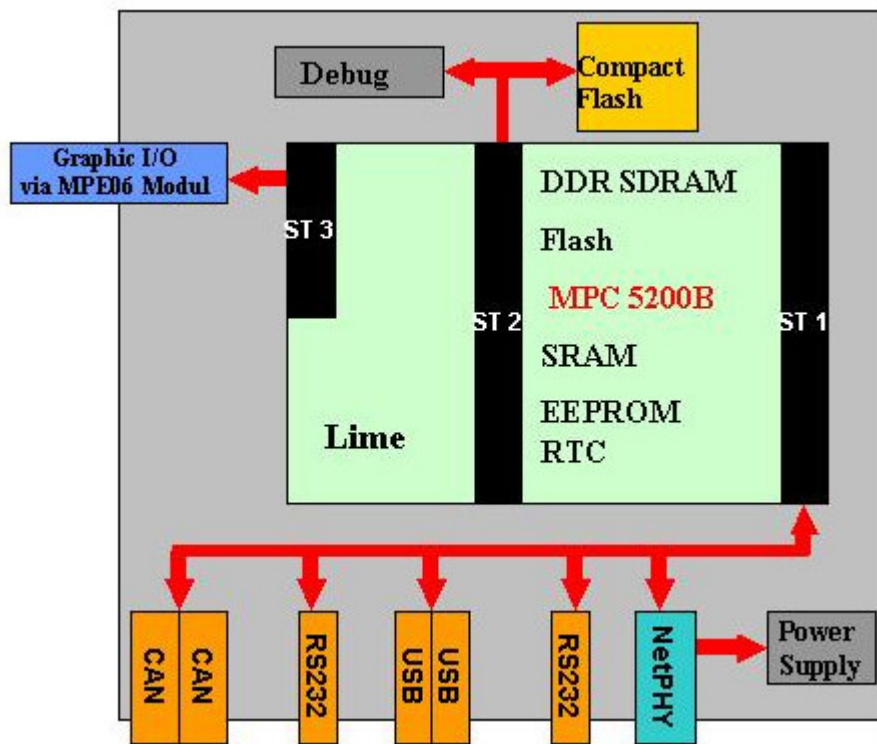 Debug
Compact
Flash
Graphic I/O
via MPE06 Modul
ST 3
ST 2
ST 1
DDR SDRAM
Flash
MPC 5200B
SRAM
EEPROM
RTC
Lime
CAN
CAN
RS232
USB
USB
RS232
NetPHY
Power
Supply